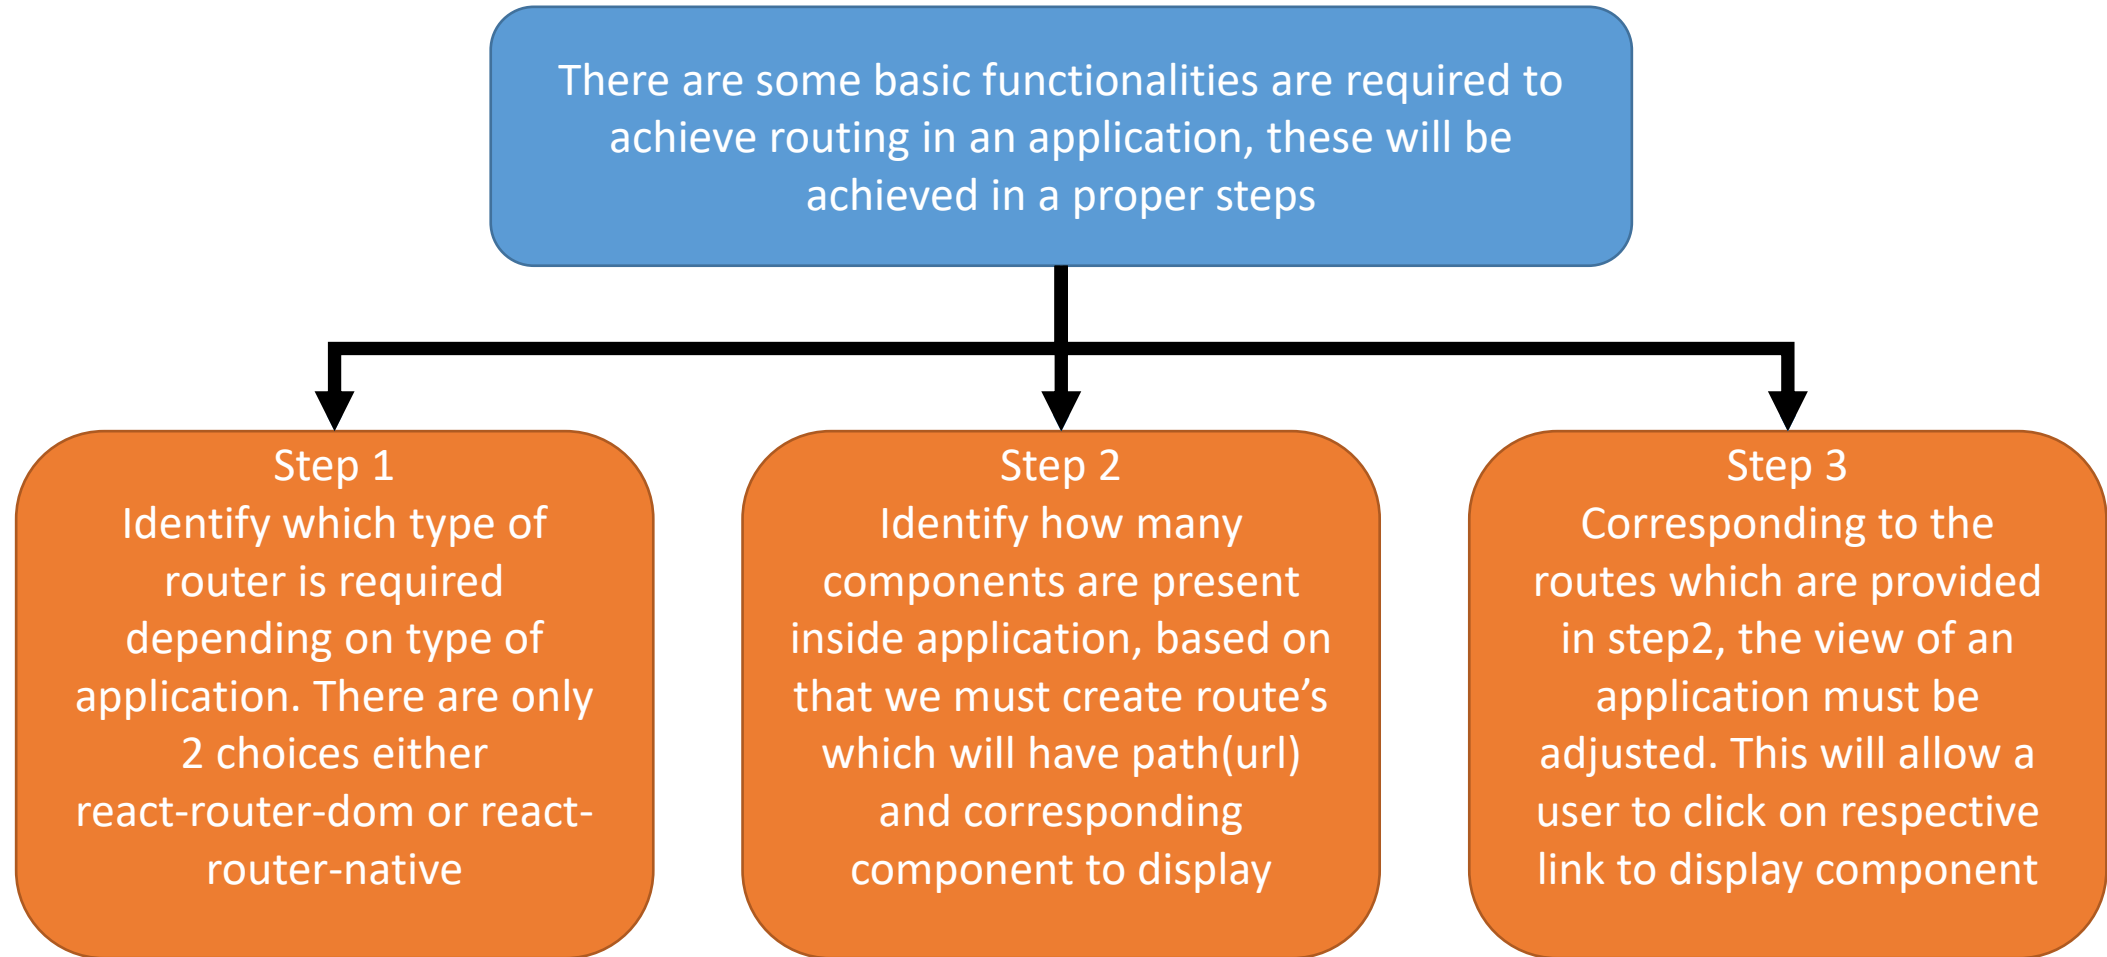 There are some basic functionalities are required to
achieve routing in an application, these will be
achieved in a proper steps
Step 1
Identify which type of
router is required
depending on type of
application. There are only
2 choices either
react-router-dom or react-
router-native
Step 2
Identify how many
components are present
inside application, based on
that we must create route’s
which will have path(url)
and corresponding
component to display
Step 3
Corresponding to the
routes which are provided
in step2, the view of an
application must be
adjusted. This will allow a
user to click on respective
link to display component